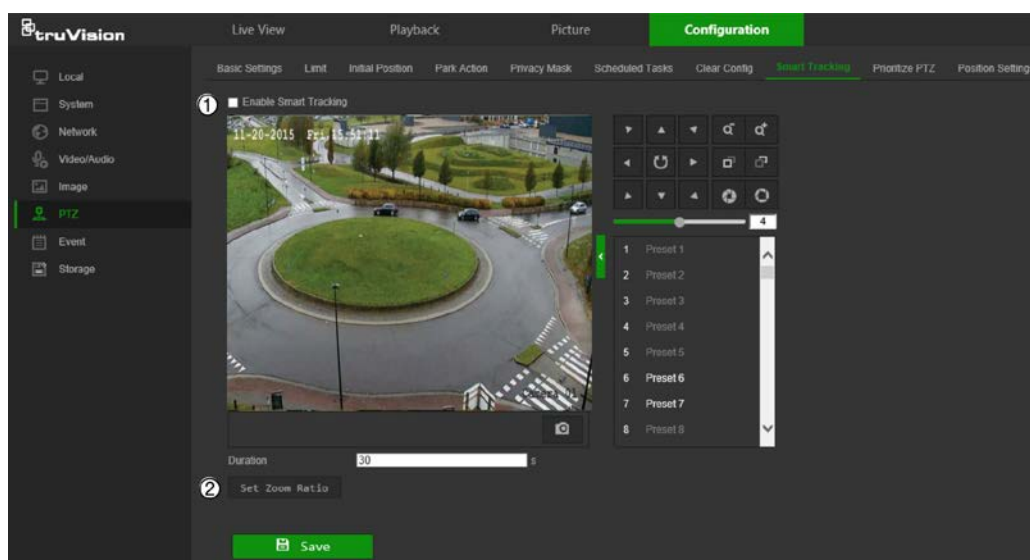 truVision
Live View Playback Picture Configuration
Local
System
Network
Video/Audio
Image
PTZ
Event
Storage
Basic Settings Limit Initial Position Park Action Privacy Mask Scheduled Tasks Clear Config Smart Tracking Prioritize PTZ Position Setting
1 Enable Smart Tracking
11-20-2015 Fri 15:51:11
Camera 01
4
1 Preset 1
2 Preset 2
3 Preset 3
4 Preset 4
5 Preset 5
6 Preset 6
7 Preset 7
8 Preset 8
Duration 30 s
2 Set Zoom Ratio
Save